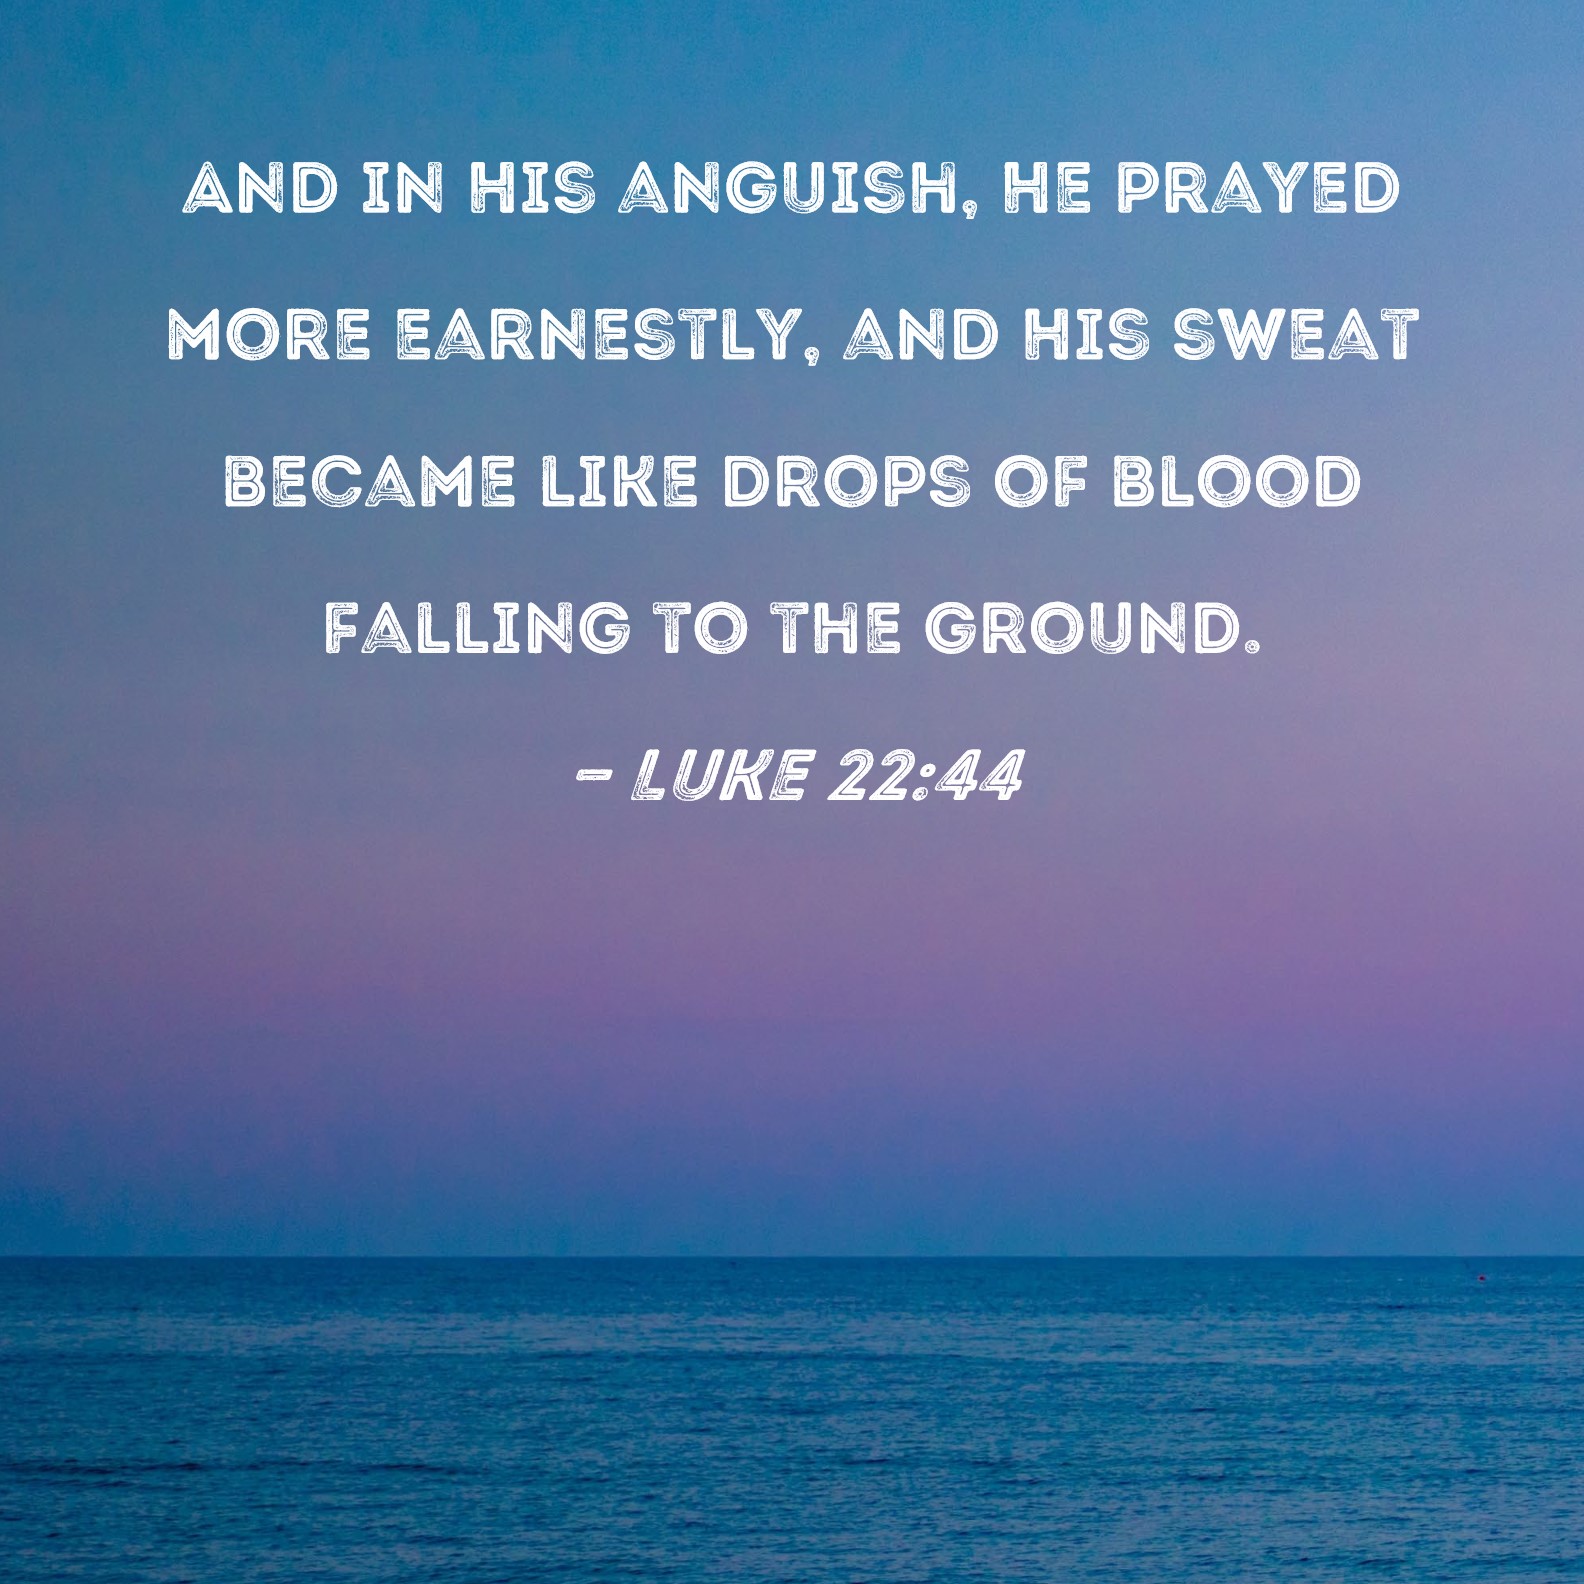 AND IN HIS ANGUISH, HE PRAYED
MORE EARNESTLY, AND HIS SWEAT
BECAME LIKE DROPS OF BLOOD
FALLING TO THE GROUND.
– LUKE 22:44